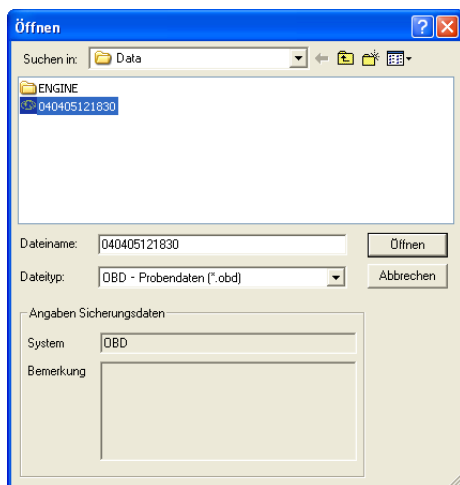 Öffnen
Suchen in: Data
ENGINE
040405121830
Dateiname: 040405121830 Öffnen
Dateityp: OBD - Probendaten (*.obd) Abbrechen
Angaben Sicherungsdaten
System OBD
Bemerkung